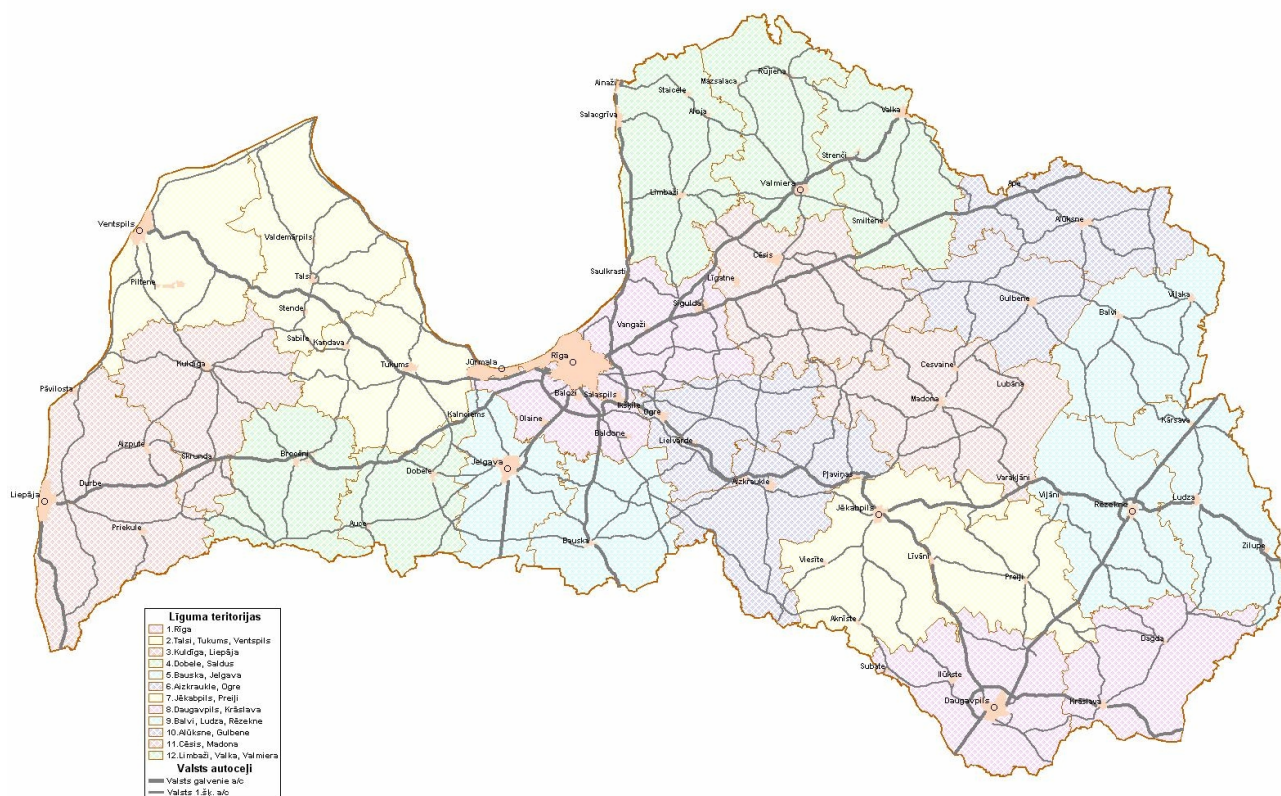 Ainaži
Staicele
Mazsalaca
Rūjiena
Salacgrīva
Aloja
Valka
Strenči
Limbaži
Valmiera
Ape
Smiltene
Alūksne
Ventspils
Valdemārpils
Cēsis
Saulkrasti
Līgatne
Talsi
Piltene
Sigulda
Gulbene
Viļaka
Balvi
Stende
Vangaži
Sabile
Kandava
Kuldīga
Tukums
Jūrmala
Rīga
Cesvaine
Lubāna
Pāvilosta
Baloži
Salaspils
Ikšķile
Madona
Kalnciems
Olaine
Ogre
Kārsava
Baldone
Lielvārde
Aizpute
Skrunda
Brocēni
Dobele
Jelgava
Pļaviņas
Varakļāni
Durbe
Aizkraukle
Viļāni
Liepāja
Jēkabpils
Rēzekne
Ludza
Priekule
Auce
Bauska
Zilupe
Viesīte
Līvāni
Preiļi
Aknīste
Dagda
Subate
Ilūkste
Daugavpils
Krāslava
Līguma teritorijas
1.Rīga
2.Talsi, Tukums, Ventspils
3.Kuldīga, Liepāja
4.Dobele, Saldus
5.Bauska, Jelgava
6.Aizkraukle, Ogre
7.Jēkabpils, Preiļi
8.Daugavpils, Krāslava
9.Balvi, Ludza, Rēzekne
10.Alūksne, Gulbene
11.Cēsis, Madona
12.Limbaži, Valka, Valmiera
Valsts autoceļi
Valsts galvenie a/c
Valsts 1.šķ. a/c